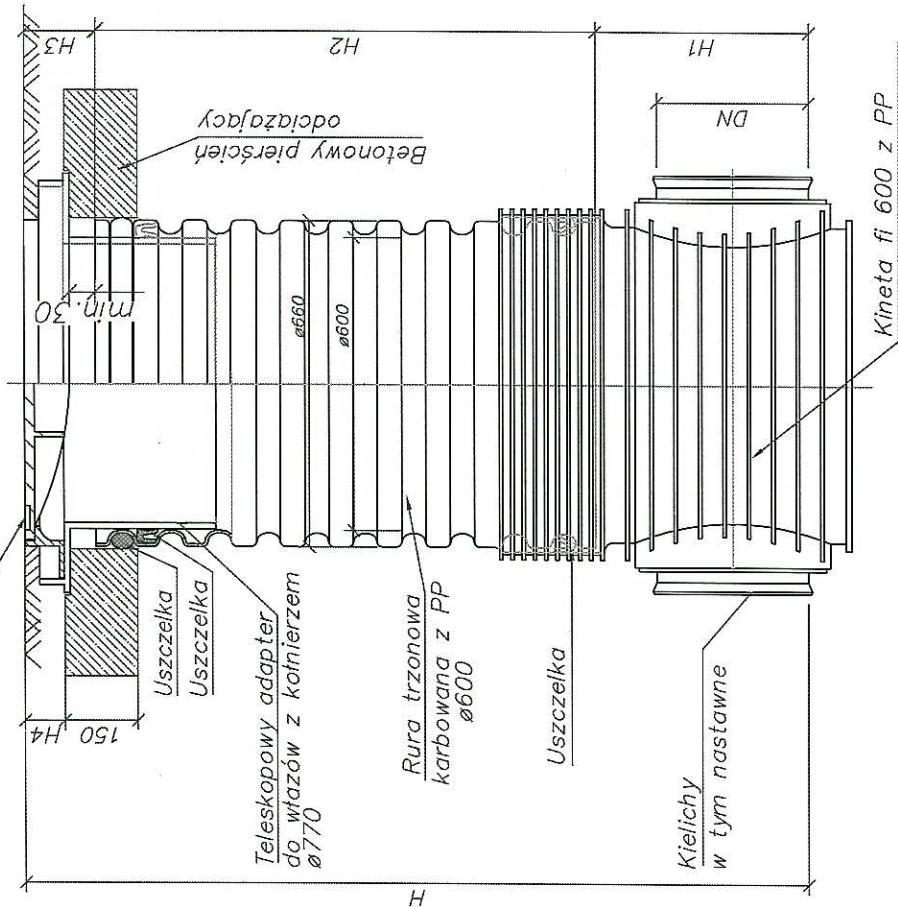 H3
H2
H1
DN
Betonowy pierścień
odciążający
min. 30
ø660
ø600
Kineta fi 600 z PP
Uszczelka
Uszczelka
Teleskopowy adapter
do włazów z kołnierzem
ø770
Rura trzonowa
karbowana z PP
ø600
Uszczelka
Kielichy
w tym nastawne
H4
150
H